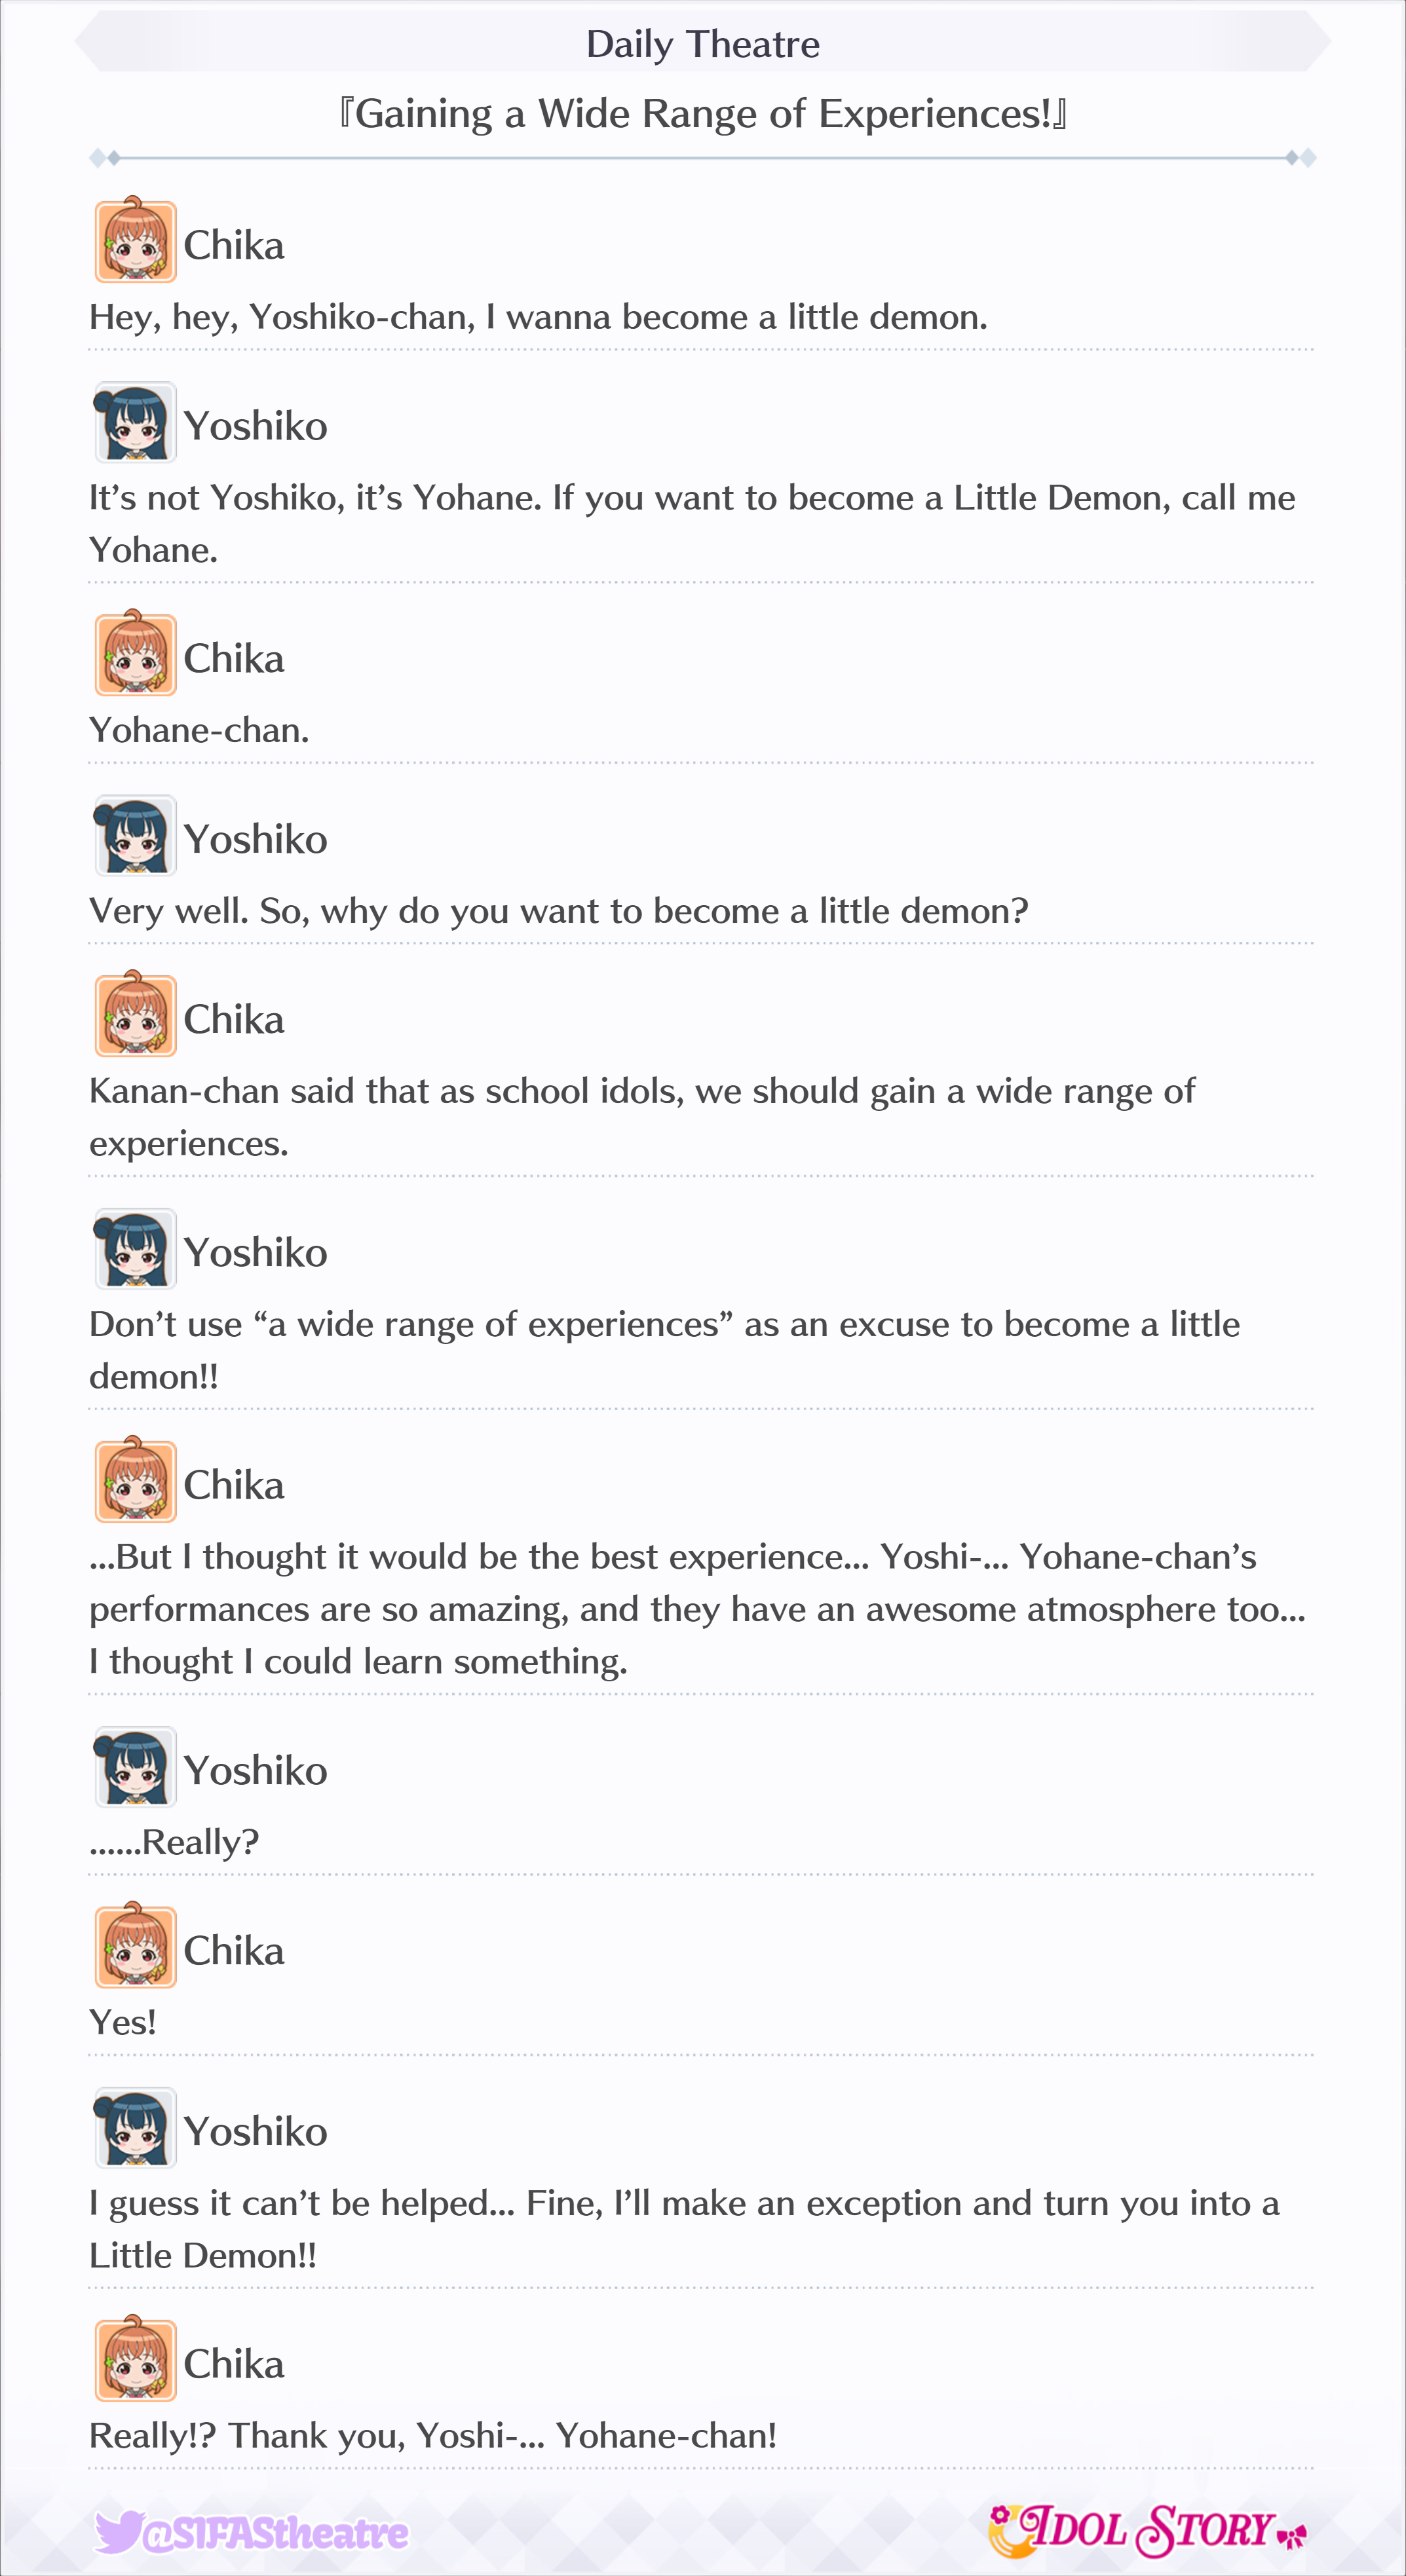 Daily Theatre
『Gaining a Wide Range of Experiences!』
Chika
Hey, hey, Yoshiko-chan, I wanna become a little demon.
Yoshiko
It’s not Yoshiko, it’s Yohane. If you want to become a Little Demon, call me
Yohane.
Chika
Yohane-chan.
Yoshiko
Very well. So, why do you want to become a little demon?
Chika
Kanan-chan said that as school idols, we should gain a wide range of
experiences.
Yoshiko
Don’t use “a wide range of experiences” as an excuse to become a little
demon!!
Chika
...But I thought it would be the best experience... Yoshi-... Yohane-chan’s
performances are so amazing, and they have an awesome atmosphere too...
I thought I could learn something.
Yoshiko
......Really?
Chika
Yes!
Yoshiko
I guess it can’t be helped... Fine, I’ll make an exception and turn you into a
Little Demon!!
Chika
Really!? Thank you, Yoshi-... Yohane-chan!
@SIFAStheatre
IDOL STORY